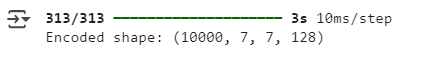 313/313 ━━━━━━━━━━━━━━━━━━━━ 3s 10ms/step
Encoded shape: (10000, 7, 7, 128)